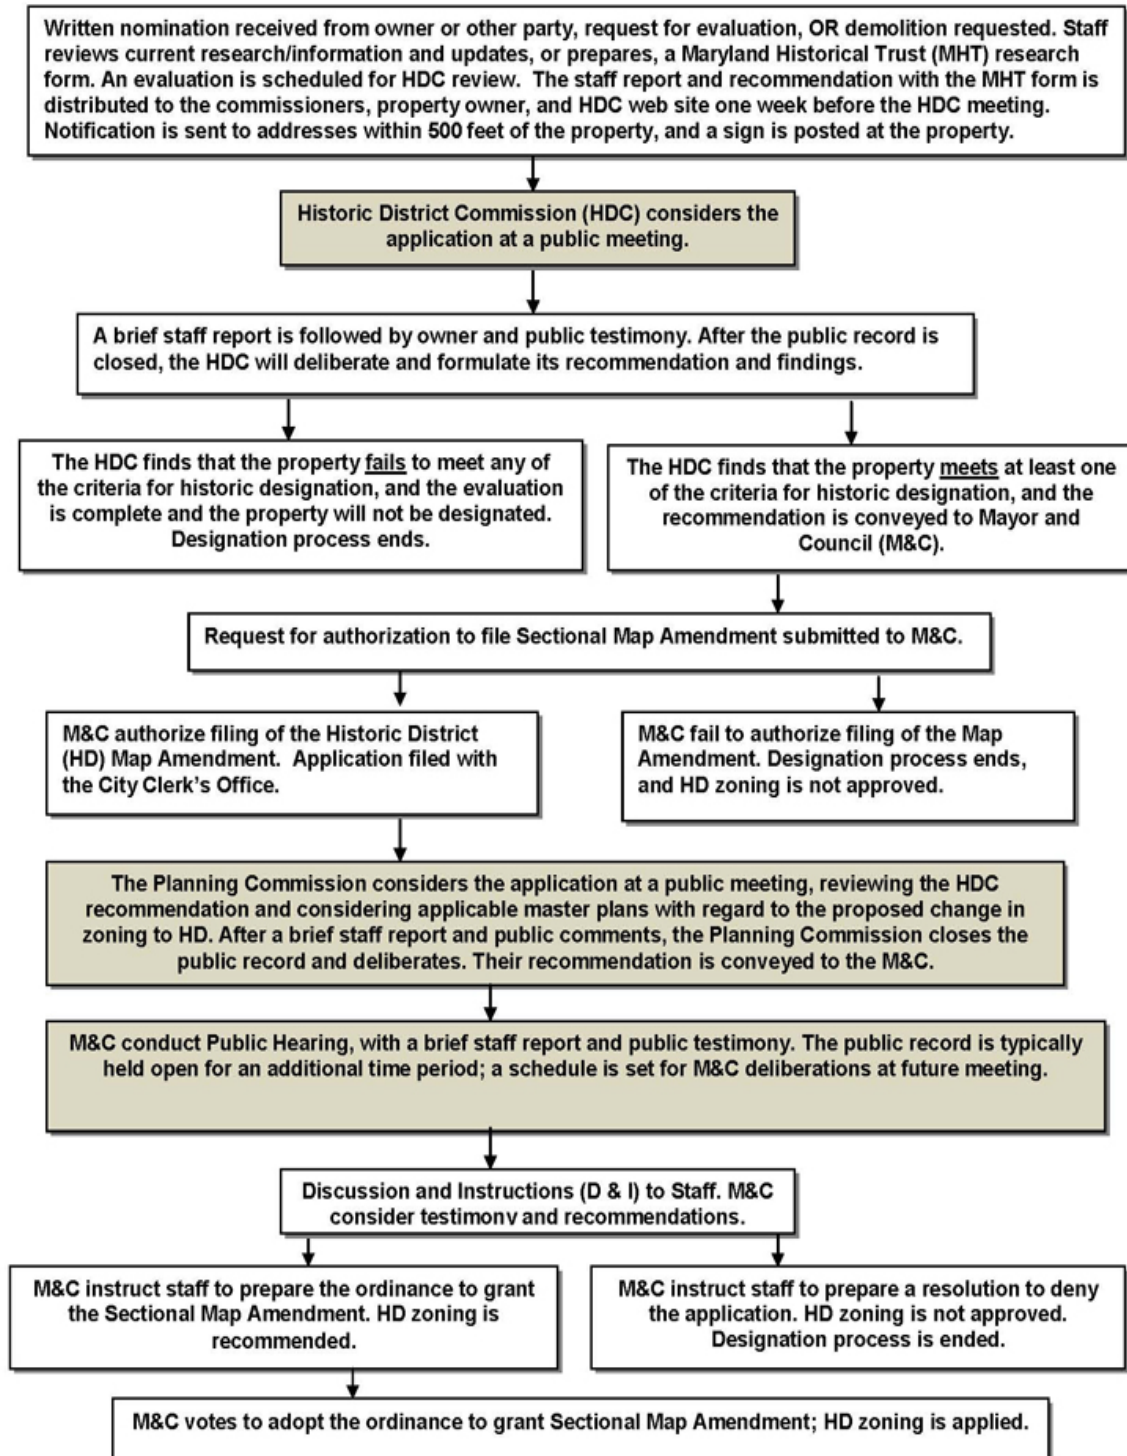 Written nomination received from owner or other party, request for evaluation, OR demolition requested. Staff
reviews current research/information and updates, or prepares, a Maryland Historical Trust (MHT) research
form. An evaluation is scheduled for HDC review. The staff report and recommendation with the MHT form is
distributed to the commissioners, property owner, and HDC web site one week before the HDC meeting.
Notification is sent to addresses within 500 feet of the property, and a sign is posted at the property.
Historic District Commission (HDC) considers the
application at a public meeting.
A brief staff report is followed by owner and public testimony. After the public record is
closed, the HDC will deliberate and formulate its recommendation and findings.
The HDC finds that the property fails to meet any of
the criteria for historic designation, and the evaluation
is complete and the property will not be designated.
Designation process ends.
The HDC finds that the property meets at least one
of the criteria for historic designation, and the
recommendation is conveyed to Mayor and
Council (M&C).
Request for authorization to file Sectional Map Amendment submitted to M&C.
M&C authorize filing of the Historic District
(HD) Map Amendment. Application filed with
the City Clerk's Office.
M&C fail to authorize filing of the Map
Amendment. Designation process ends,
and HD zoning is not approved.
The Planning Commission considers the application at a public meeting, reviewing the HDC
recommendation and considering applicable master plans with regard to the proposed change in
zoning to HD. After a brief staff report and public comments, the Planning Commission closes the
public record and deliberates. Their recommendation is conveyed to the M&C.
M&C conduct Public Hearing, with a brief staff report and public testimony. The public record is typically
held open for an additional time period; a schedule is set for M&C deliberations at future meeting.
Discussion and Instructions (D & I) to Staff. M&C
consider testimony and recommendations.
M&C instruct staff to prepare the ordinance to grant
the Sectional Map Amendment. HD zoning is
recommended.
M&C instruct staff to prepare a resolution to deny
the application. HD zoning is not approved.
Designation process is ended.
M&C votes to adopt the ordinance to grant Sectional Map Amendment; HD zoning is applied.